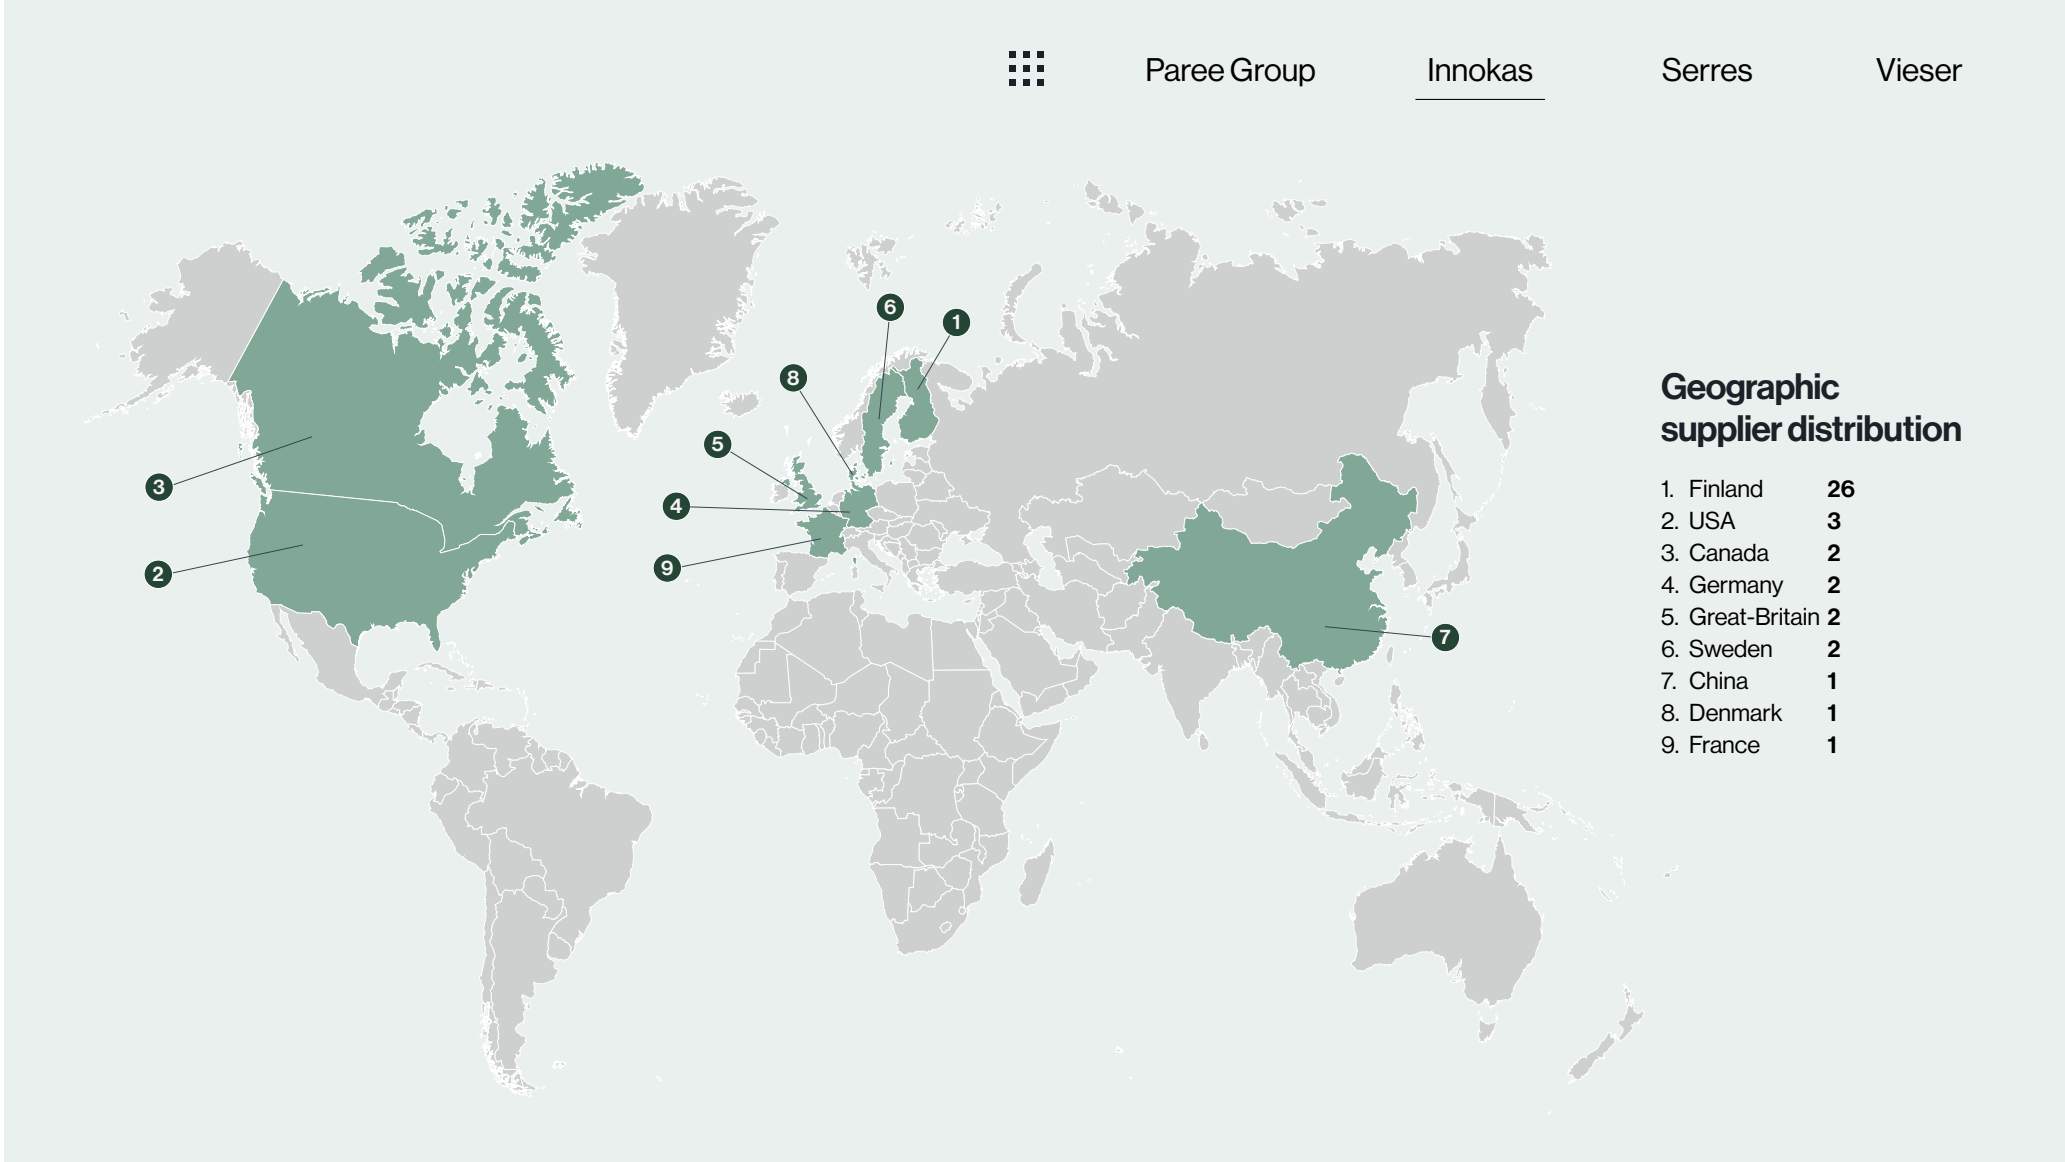 Paree Group Innokas Serres Vieser
6
1
8
5
3
4
9
2
7
Geographic
supplier distribution
1. Finland 26
2. USA 3
3. Canada 2
4. Germany 2
5. Great-Britain 2
6. Sweden 2
7. China 1
8. Denmark 1
9. France 1